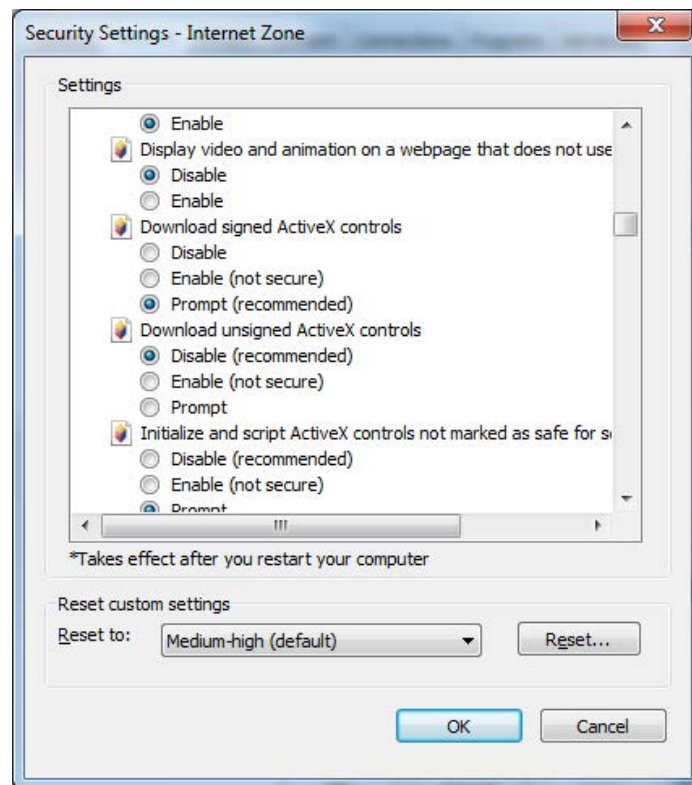 Security Settings - Internet Zone
Settings
Enable
Display video and animation on a webpage that does not use
Disable
Enable
Download signed ActiveX controls
Disable
Enable (not secure)
Prompt (recommended)
Download unsigned ActiveX controls
Disable (recommended)
Enable (not secure)
Prompt
Initialize and script ActiveX controls not marked as safe for
Disable (recommended)
Enable (not secure)
Prompt
*Takes effect after you restart your computer
Reset custom settings
Reset to: Medium-high (default) Reset...
OK Cancel